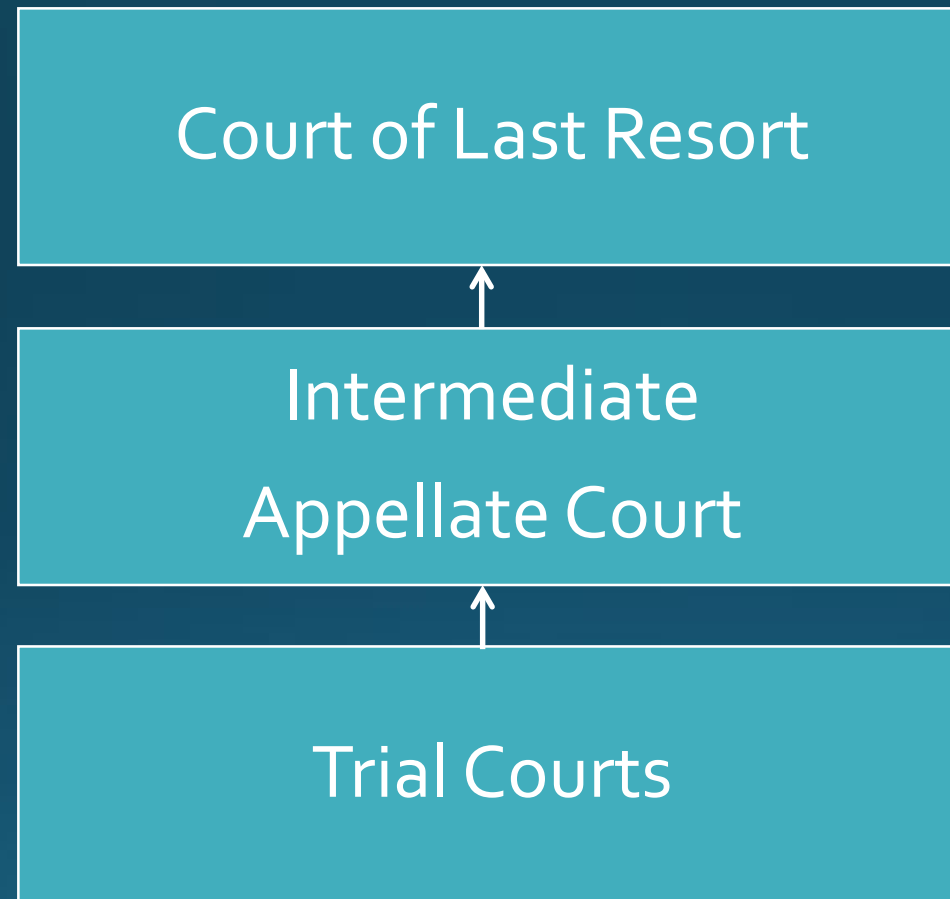 Court of Last Resort
Intermediate
Appellate Court
Trial Courts